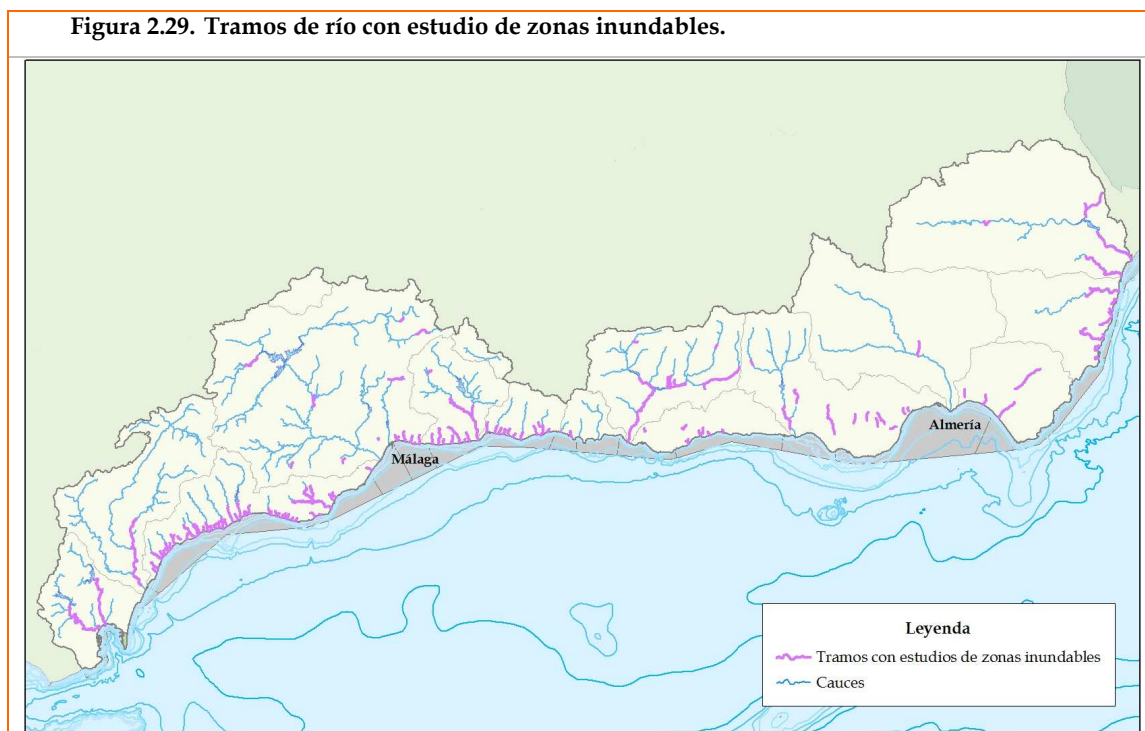 Figura 2.29. Tramos de río con estudio de zonas inundables.
Almería
Málaga
Leyenda
Tramos con estudios de zonas inundables
Cauces